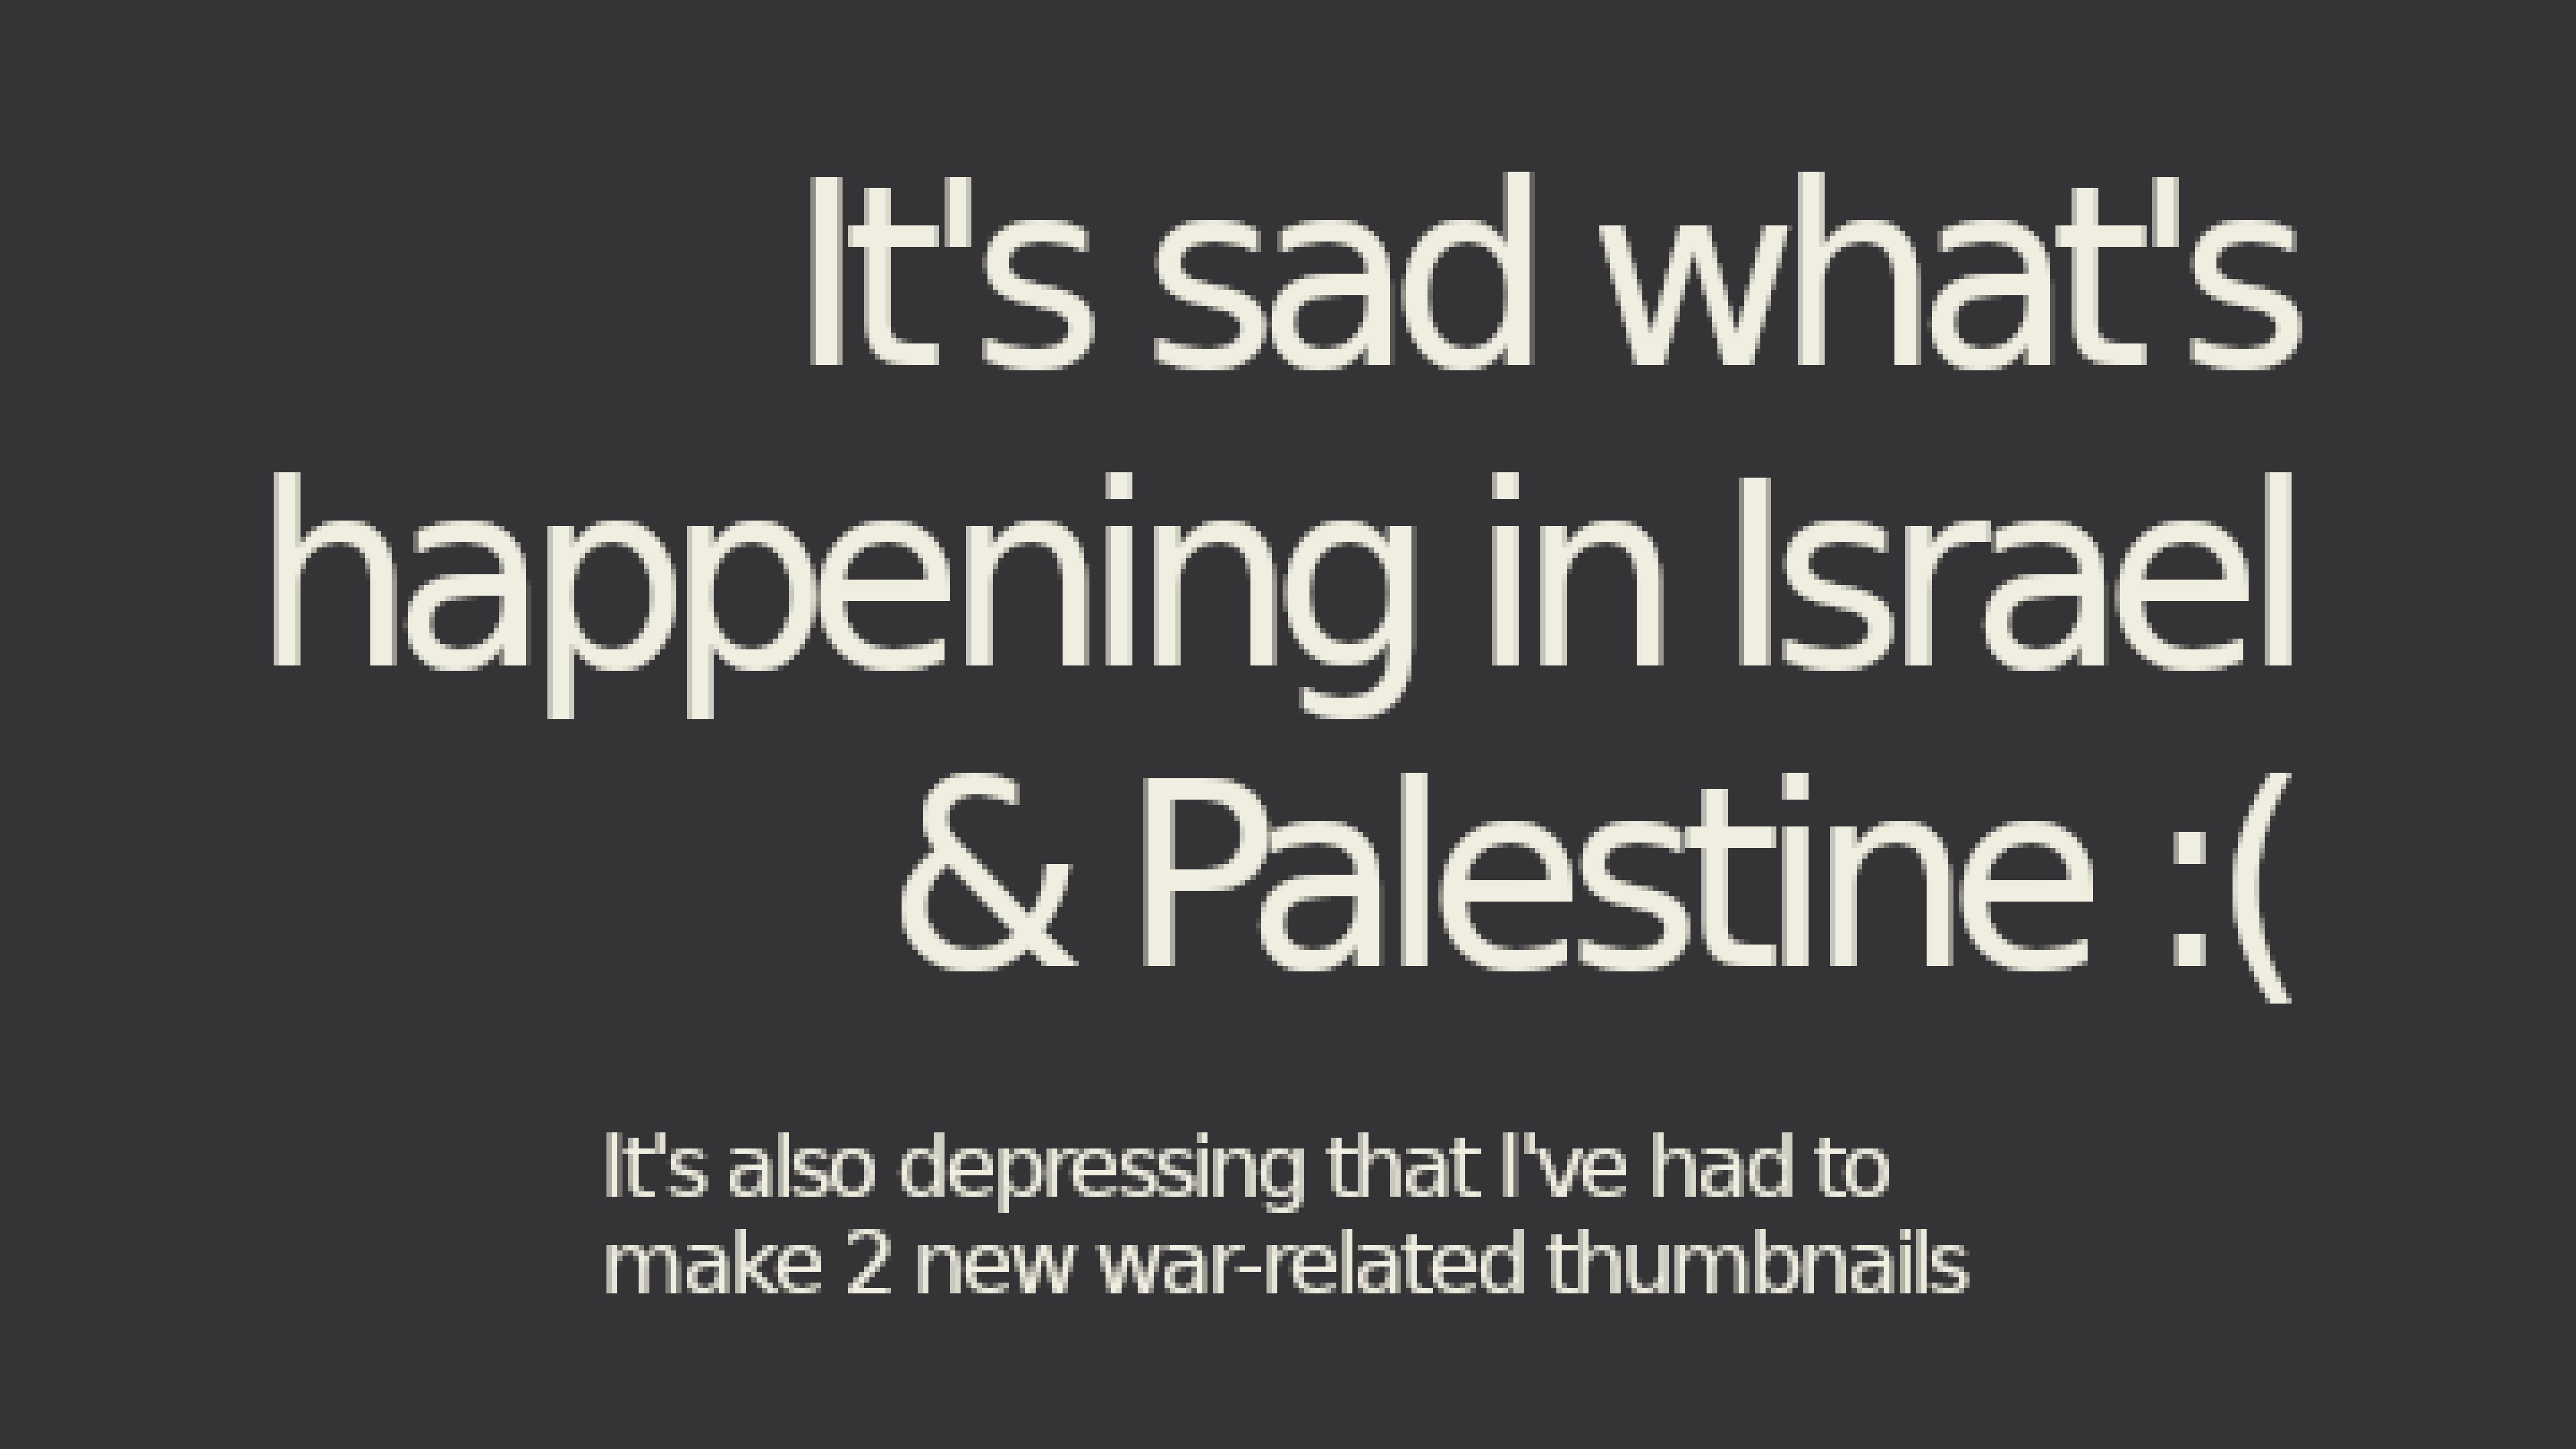 It's sad what's
happening in Israel
& Palestine :(
It's also depressing that I've had to
make 2 new war-related thumbnails